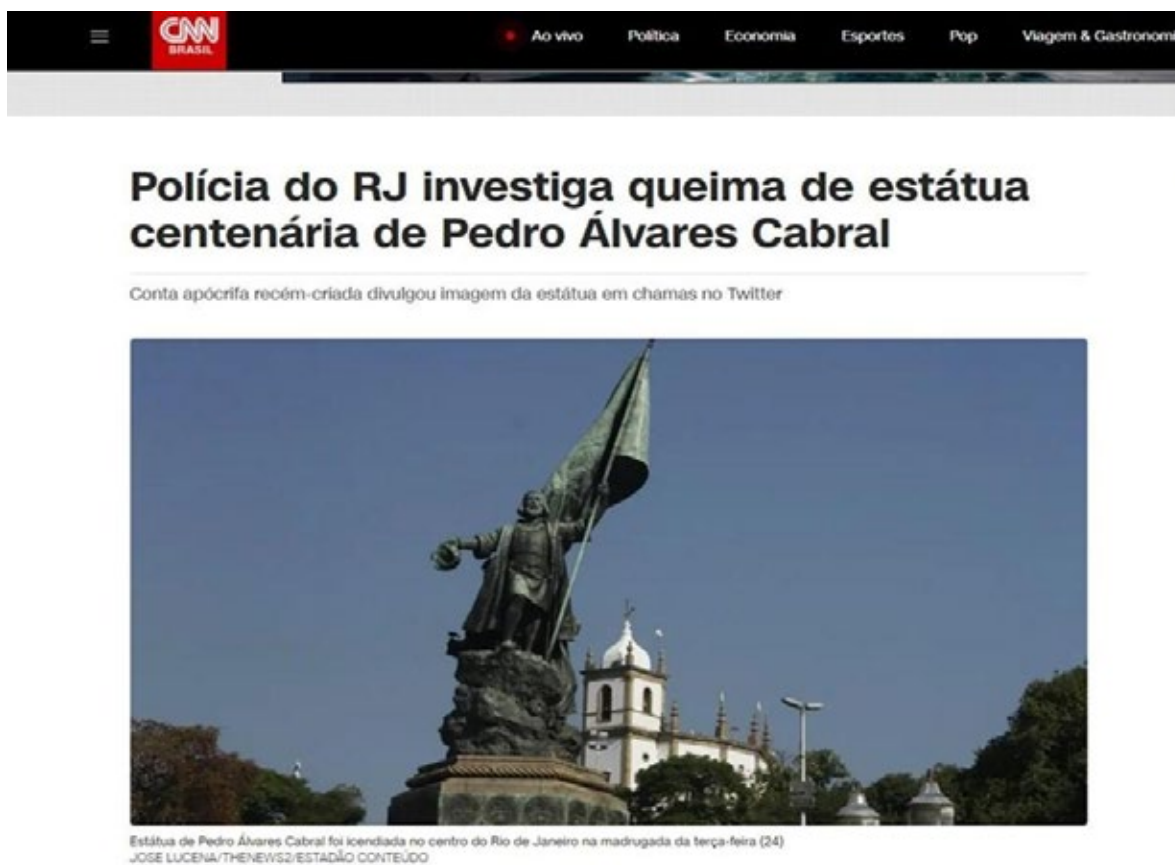 CNN
BRASIL
Ao vivo Política Economia Esportes Pop Viagem & Gastronomi
Polícia do RJ investiga queima de estátua
centenária de Pedro Álvares Cabral
Conta apócrifa recém-criada divulgou imagem da estátua em chamas no Twitter
Estátua de Pedro Álvares Cabral foi icendiada no centro do Rio de Janeiro na madrugada da terça-feira (24)
JOSE LUCENA/THENEWS2/ESTADÃO CONTEÚDO